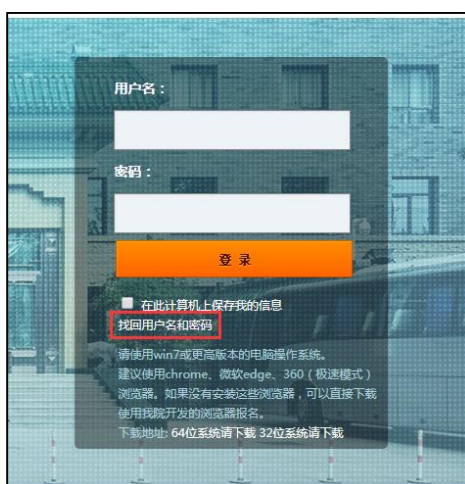 用户名：
密码：
登 录
在此计算机上保存我的信息
找回用户名和密码
请使用win7或更高版本的电脑操作系统。
建议使用chrome、微软edge、360（极速模式）
浏览器。如果没有安装这些浏览器，可以直接下载
使用我院开发的浏览器报名。
下载地址: 64位系统请下载 32位系统请下载